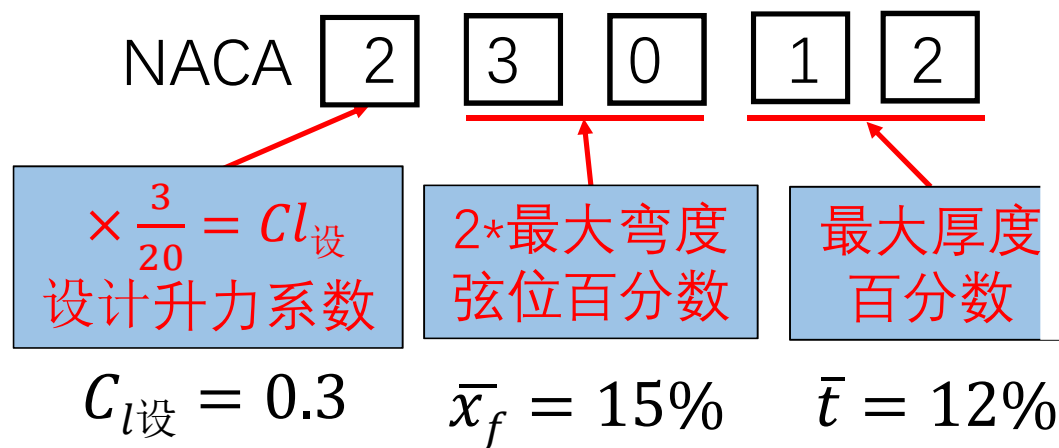 NACA 2 3 0 1 2
× 3/20 = Cl设
设计升力系数
2*最大弯度
弦位百分数
最大厚度
百分数
C_l设 = 0.3
x̄_f = 15%
t̄ = 12%